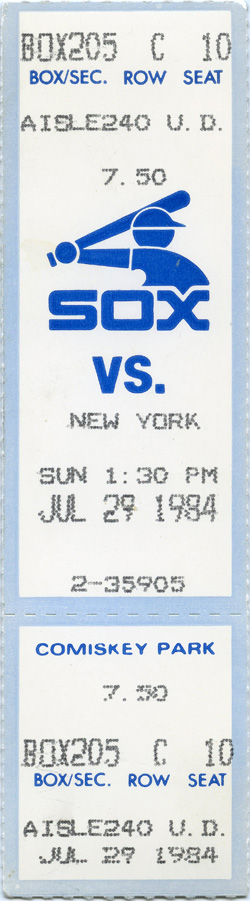 BOX205 C 10
BOX/SEC. ROW SEAT
AISLE240 U.D.
7.50
SOX
VS.
NEW YORK
SUN 1:30 PM
JUL 29 1984
2-35905
COMISKEY PARK
7.50
BOX205 C 10
BOX/SEC. ROW SEAT
AISLE240 U.D.
JUL 29 1984